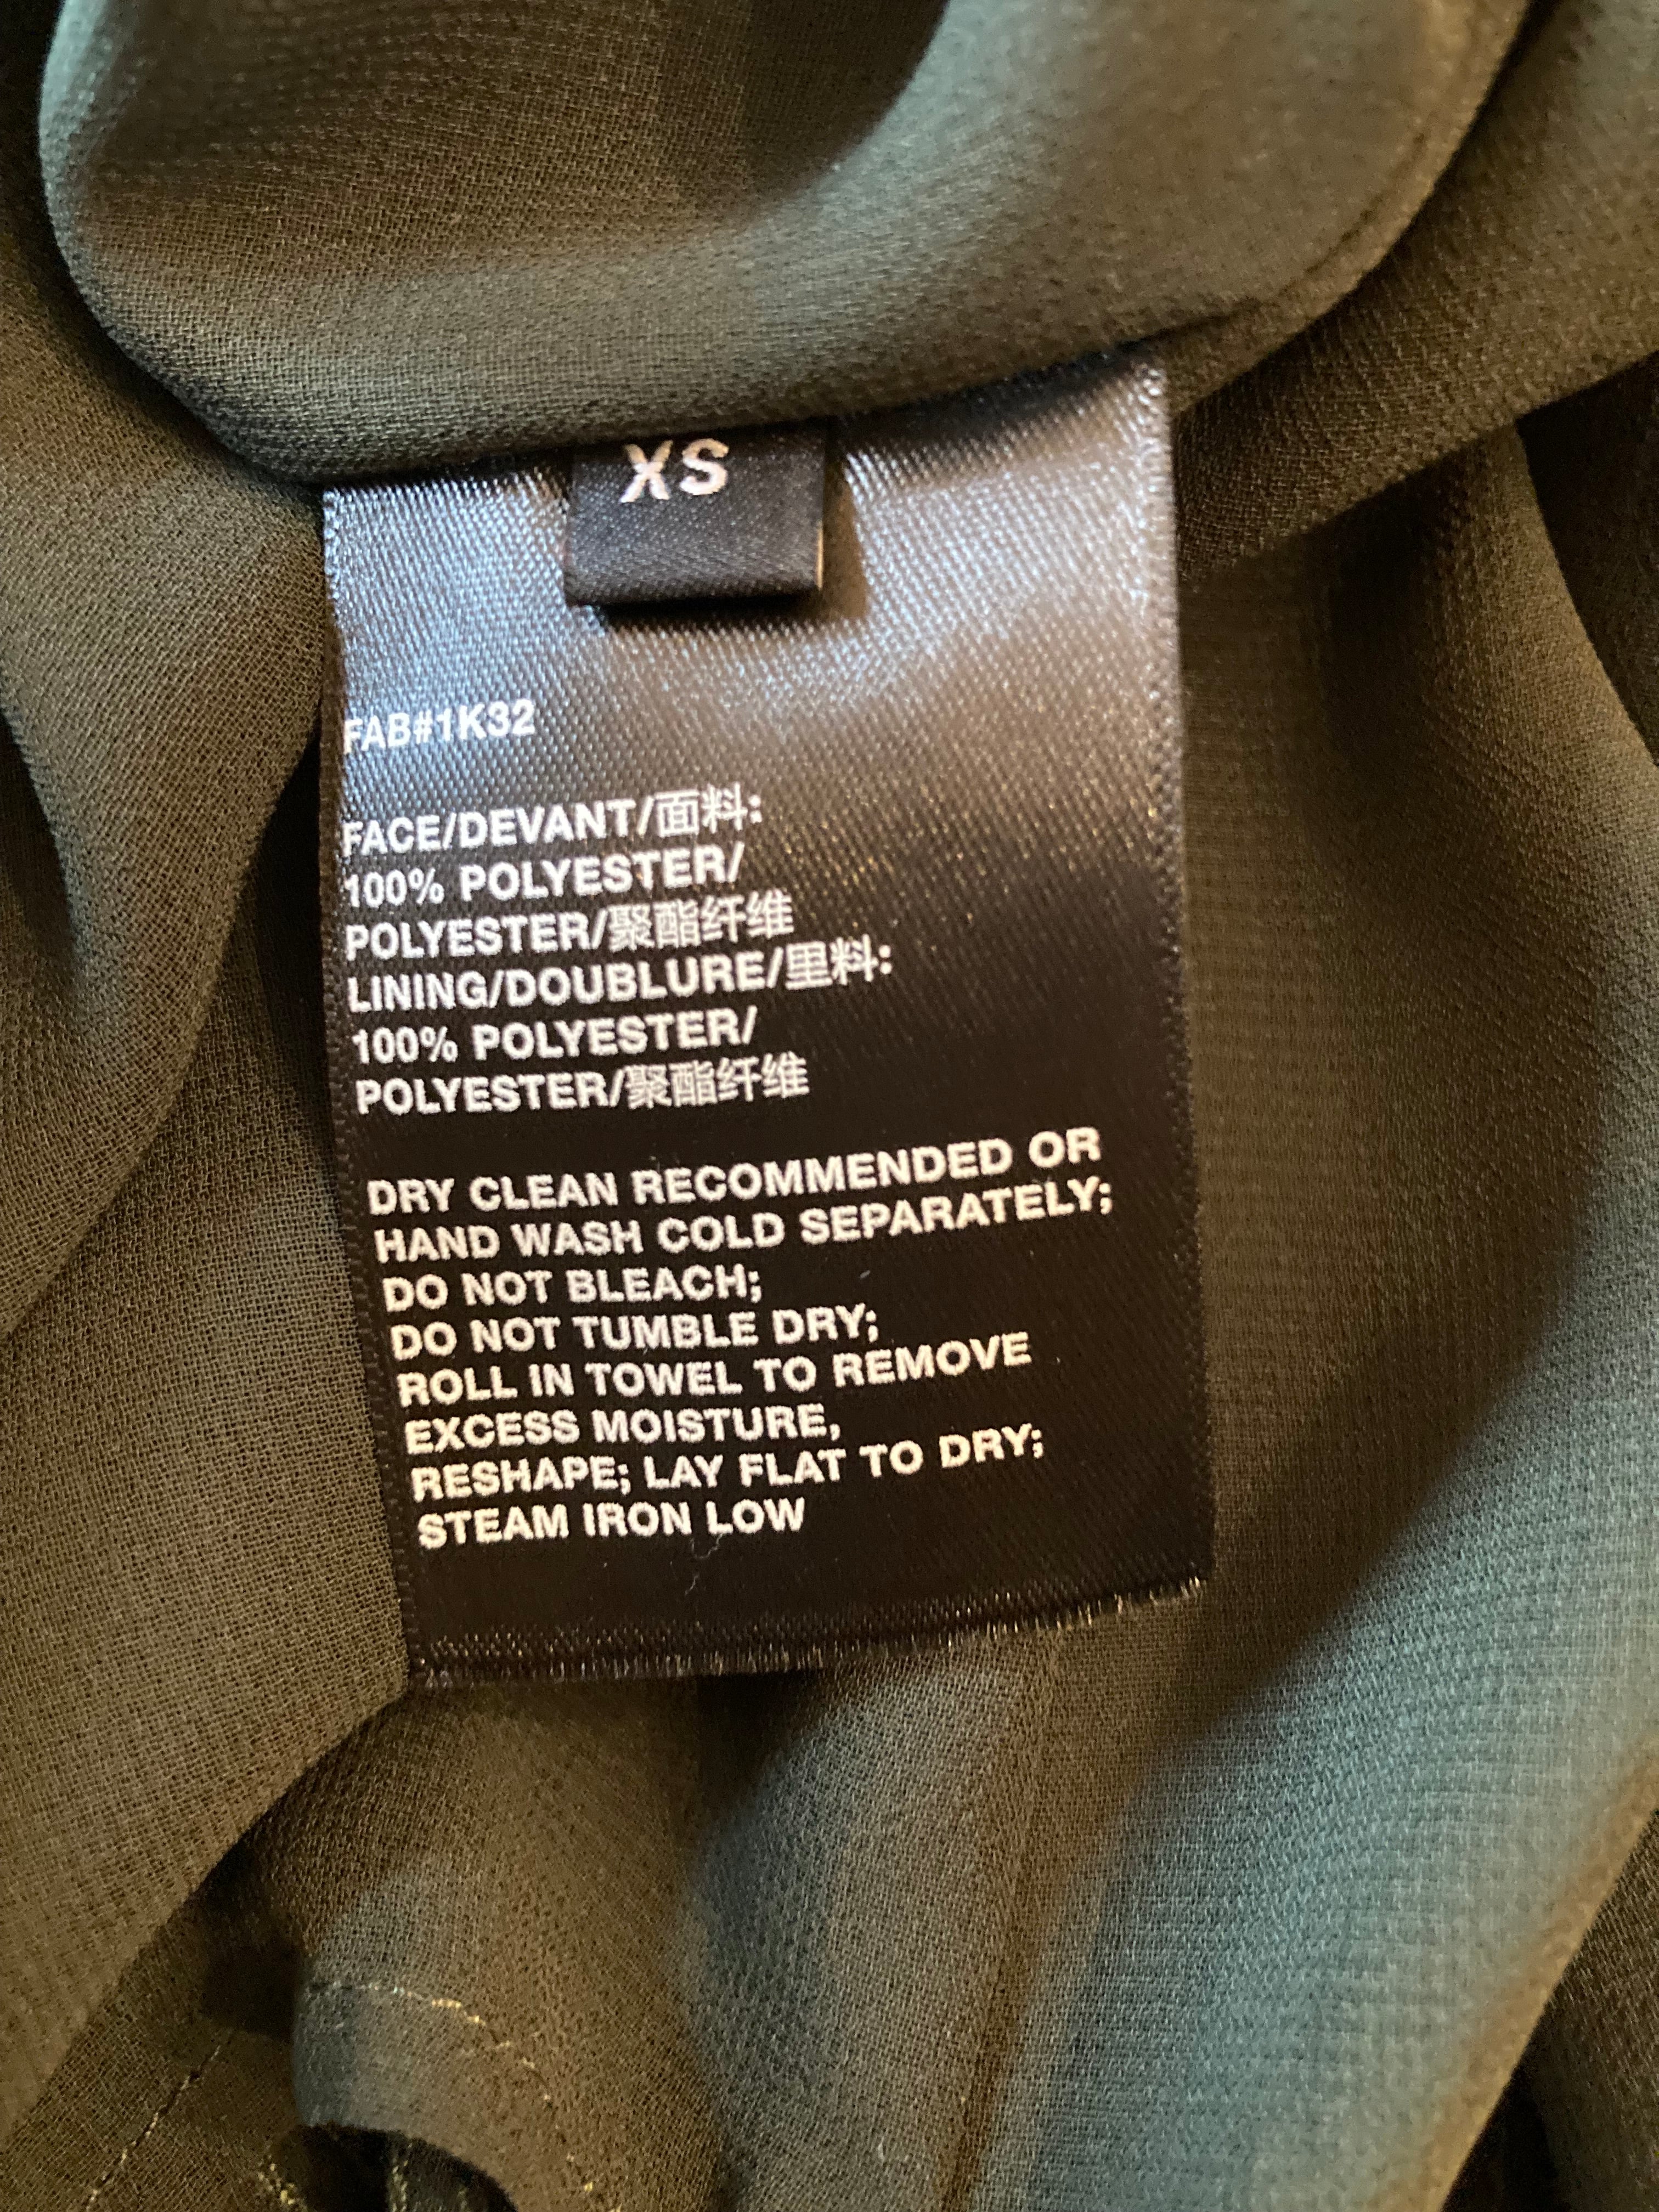 XS
FAB#1K32
FACE/DEVANT/面料:
100% POLYESTER/
POLYESTER/聚酯纤维
LINING/DOUBLURE/里料:
100% POLYESTER/
POLYESTER/聚酯纤维
DRY CLEAN RECOMMENDED OR
HAND WASH COLD SEPARATELY;
DO NOT BLEACH;
DO NOT TUMBLE DRY;
ROLL IN TOWEL TO REMOVE
EXCESS MOISTURE,
RESHAPE; LAY FLAT TO DRY;
STEAM IRON LOW